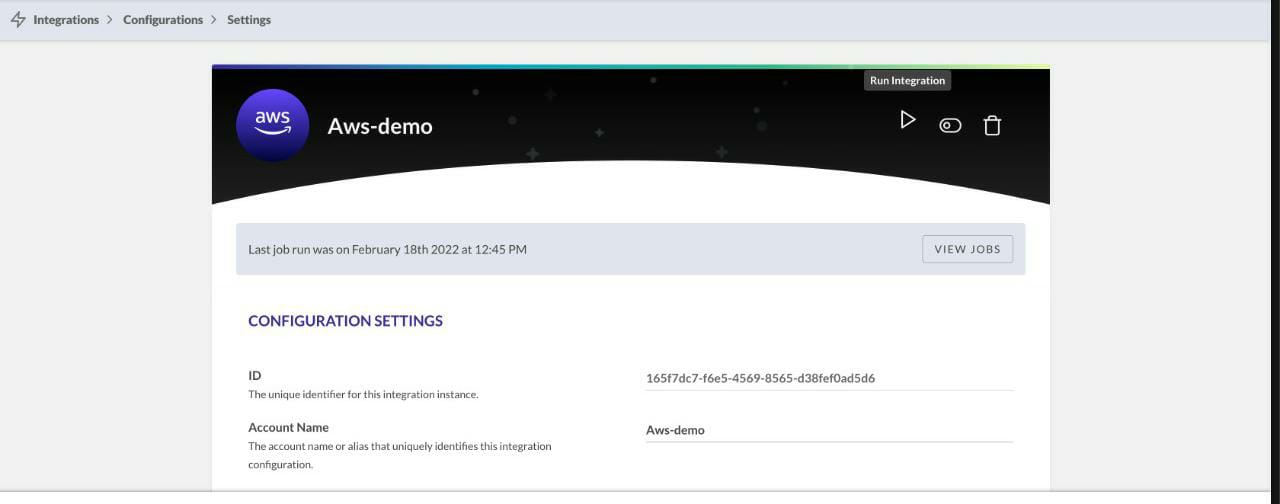 Integrations > Configurations > Settings
Run Integration
aws
Aws-demo
Last job run was on February 18th 2022 at 12:45 PM
VIEW JOBS
CONFIGURATION SETTINGS
ID
165f7dc7-f6e5-4569-8565-d38fef0ad5d6
The unique identifier for this integration instance.
Account Name
Aws-demo
The account name or alias that uniquely identifies this integration
configuration.